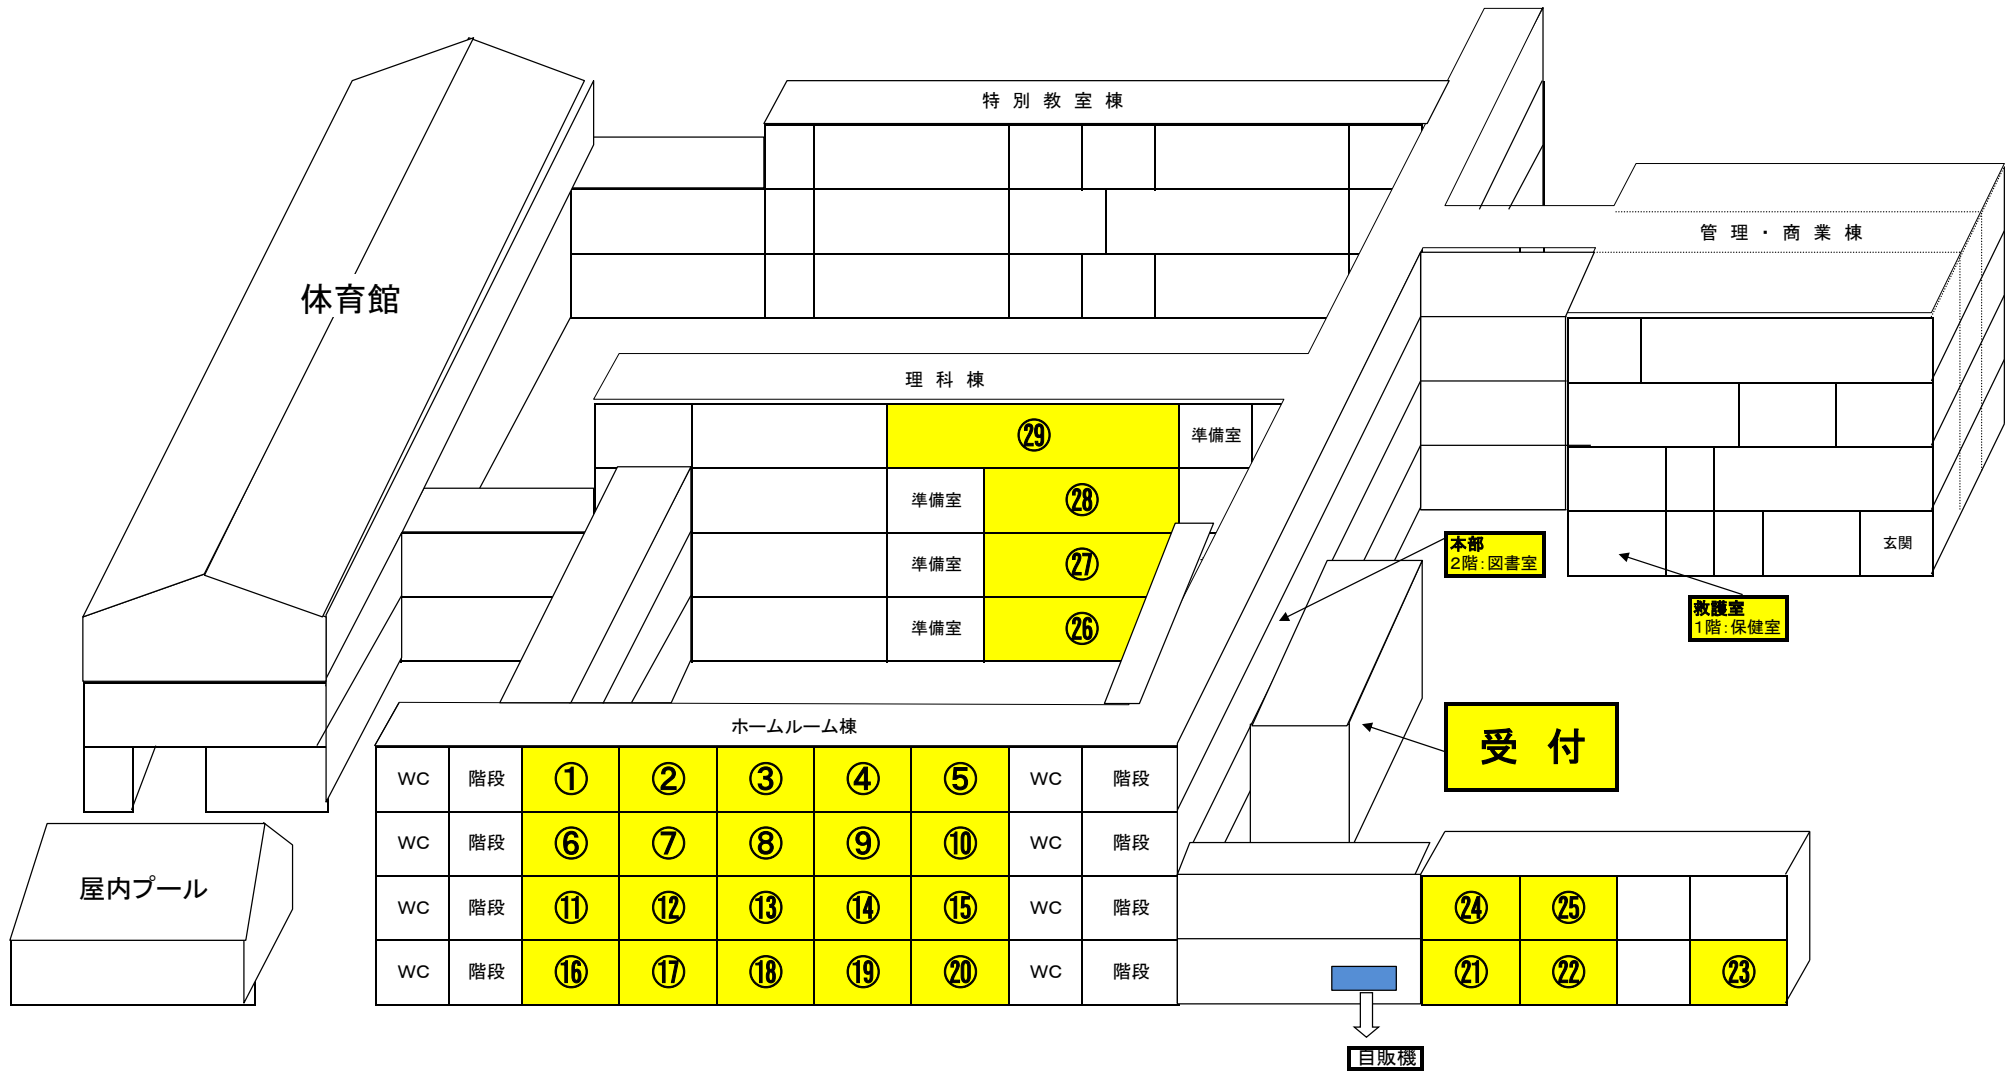 特 別 教 室 棟
管 理 ・ 商 業 棟
体育館
理 科 棟
㉙ 準備室
準備室 ㉘
準備室 ㉗
準備室 ㉖
本部
2階:図書室
玄関
救護室
1階:保健室
受 付
ホームルーム棟
WC 階段 ① ② ③ ④ ⑤ WC 階段
WC 階段 ⑥ ⑦ ⑧ ⑨ ⑩ WC 階段
屋内プール
WC 階段 ⑪ ⑫ ⑬ ⑭ ⑮ WC 階段 ㉔ ㉕
WC 階段 ⑯ ⑰ ⑱ ⑲ ⑳ WC 階段 ㉑ ㉒ ㉓
自販機